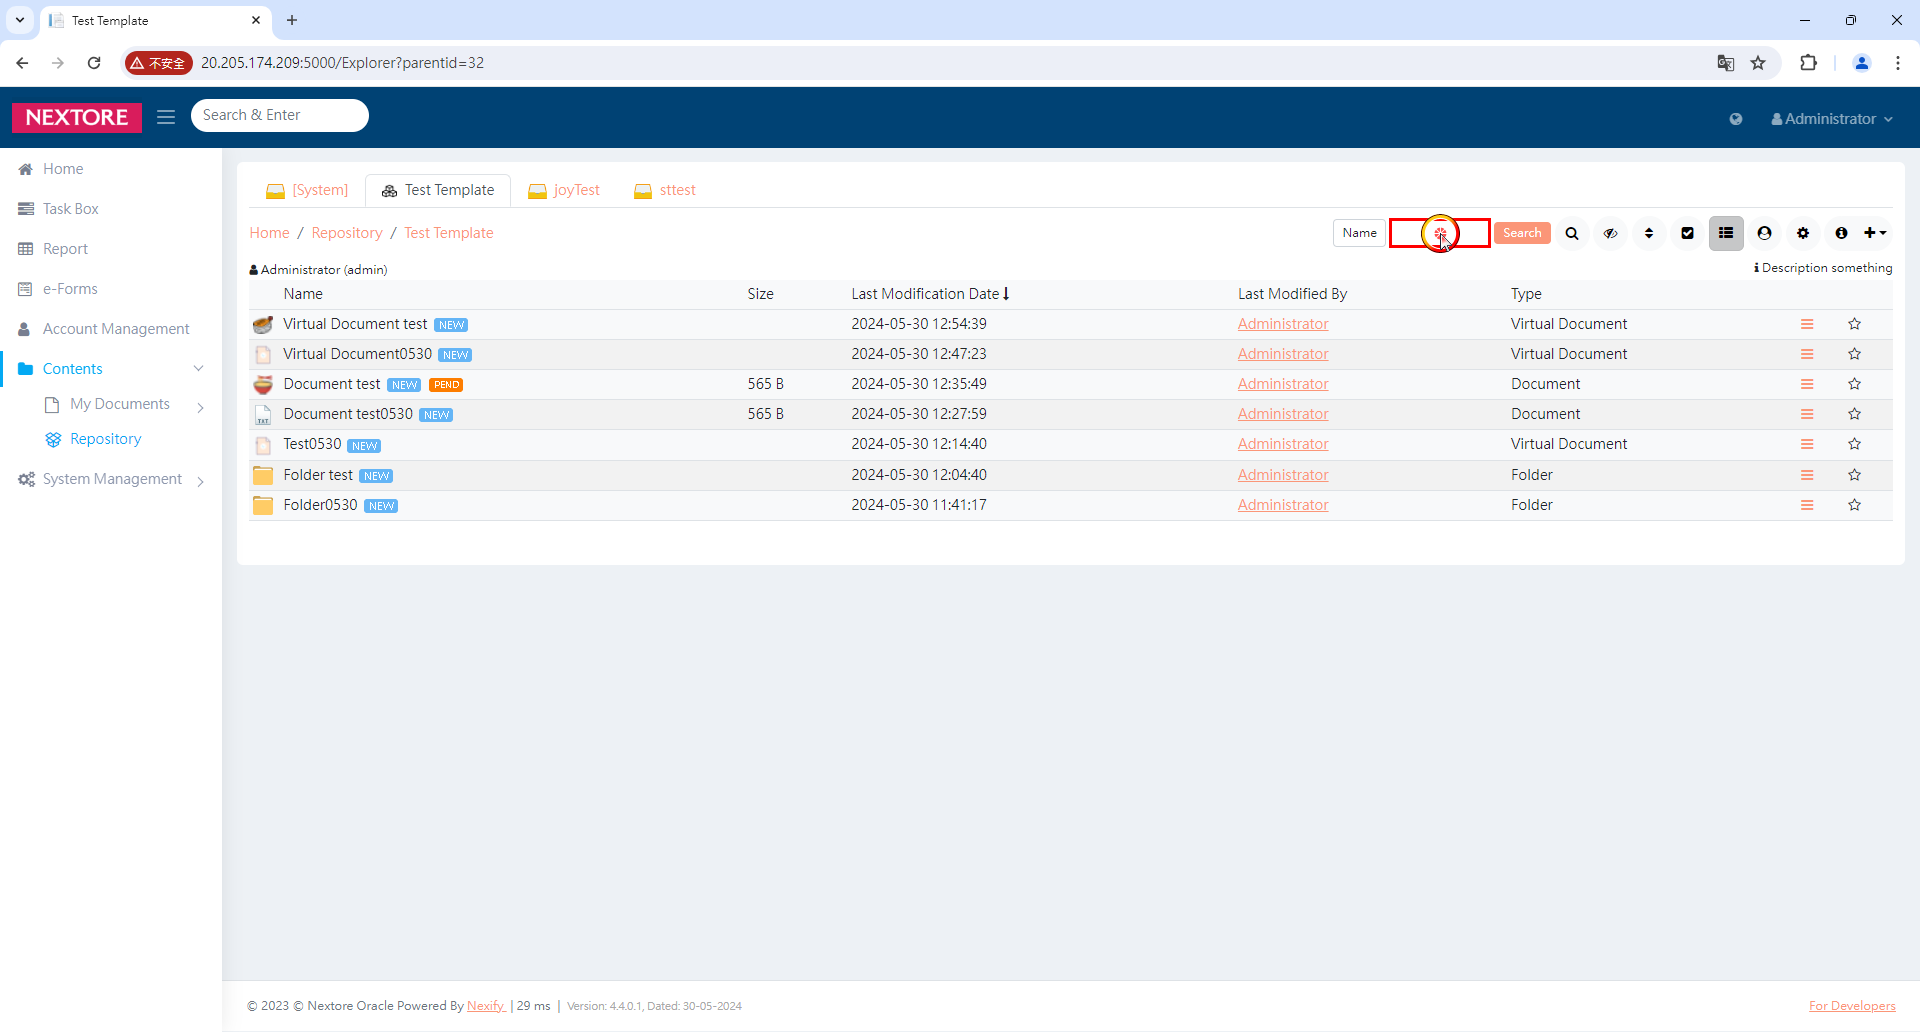 Test Template
不安全
20.205.174.209:5000/Explorer?parentid=32
NEXTORE
Search & Enter
Administrator
Home
Task Box
Report
e-Forms
Account Management
Contents
My Documents
Repository
System Management
[System]
Test Template
joyTest
sttest
Home / Repository / Test Template
Name
Search
Administrator (admin)
Description something
Name Size Last Modification Date Last Modified By Type
Virtual Document test NEW 2024-05-30 12:54:39 Administrator Virtual Document
Virtual Document0530 NEW 2024-05-30 12:47:23 Administrator Virtual Document
Document test NEW PEND 565 B 2024-05-30 12:35:49 Administrator Document
TXT Document test0530 NEW 565 B 2024-05-30 12:27:59 Administrator Document
Test0530 NEW 2024-05-30 12:14:40 Administrator Virtual Document
Folder test NEW 2024-05-30 12:04:40 Administrator Folder
Folder0530 NEW 2024-05-30 11:41:17 Administrator Folder
© 2023 © Nextore Oracle Powered By Nexify | 29 ms | Version: 4.4.0.1, Dated: 30-05-2024
For Developers